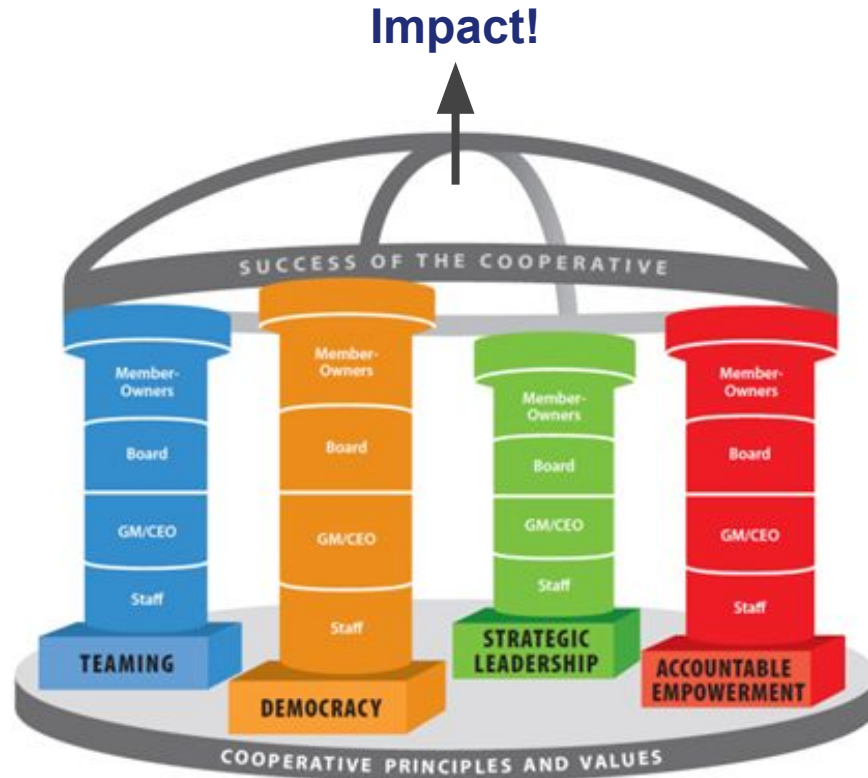 Impact!
SUCCESS OF THE COOPERATIVE
Member-
Owners
Board
GM/CEO
Staff
TEAMING
Member-
Owners
Board
GM/CEO
Staff
DEMOCRACY
Member-
Owners
Board
GM/CEO
Staff
STRATEGIC
LEADERSHIP
Member-
Owners
Board
GM/CEO
Staff
ACCOUNTABLE
EMPOWERMENT
COOPERATIVE PRINCIPLES AND VALUES